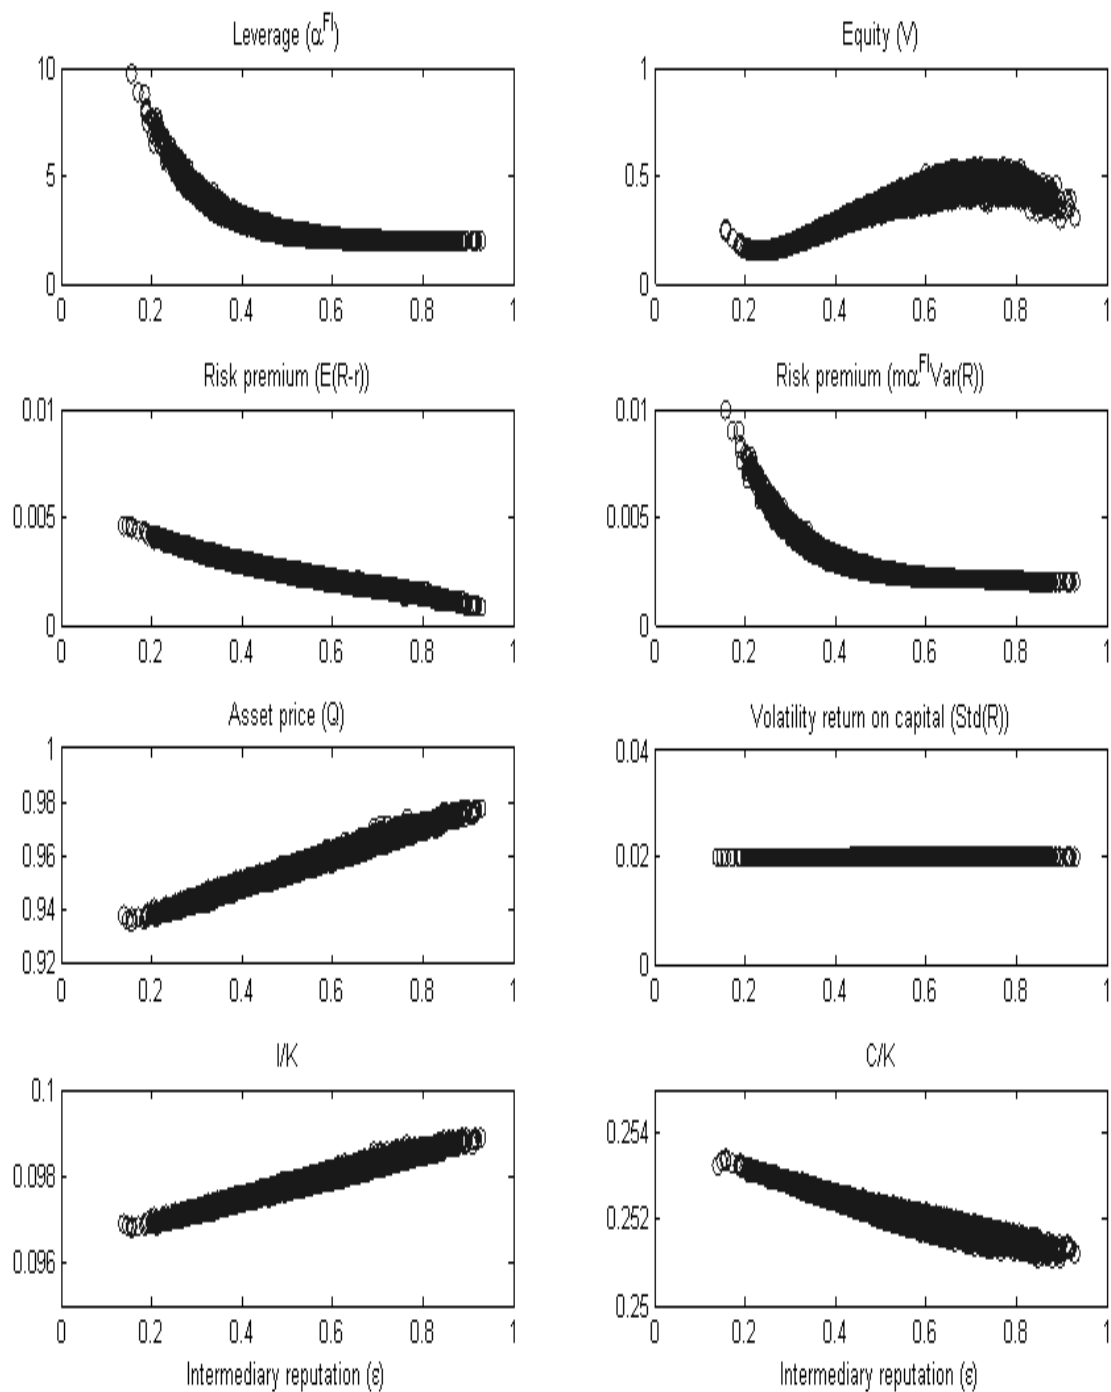 Leverage (α^FI)
10
5
0
0 0.2 0.4 0.6 0.8 1
Equity (V)
1
0.5
0
0 0.2 0.4 0.6 0.8 1
Risk premium (E(R-r))
0.01
0.005
0
0 0.2 0.4 0.6 0.8 1
Risk premium (mα^FI Var(R))
0.01
0.005
0
0 0.2 0.4 0.6 0.8 1
Asset price (Q)
1
0.98
0.96
0.94
0.92
0 0.2 0.4 0.6 0.8 1
Volatility return on capital (Std(R))
0.04
0.02
0
0 0.2 0.4 0.6 0.8 1
I/K
0.1
0.098
0.096
0 0.2 0.4 0.6 0.8 1
Intermediary reputation (ε)
C/K
0.254
0.252
0.25
0 0.2 0.4 0.6 0.8 1
Intermediary reputation (ε)